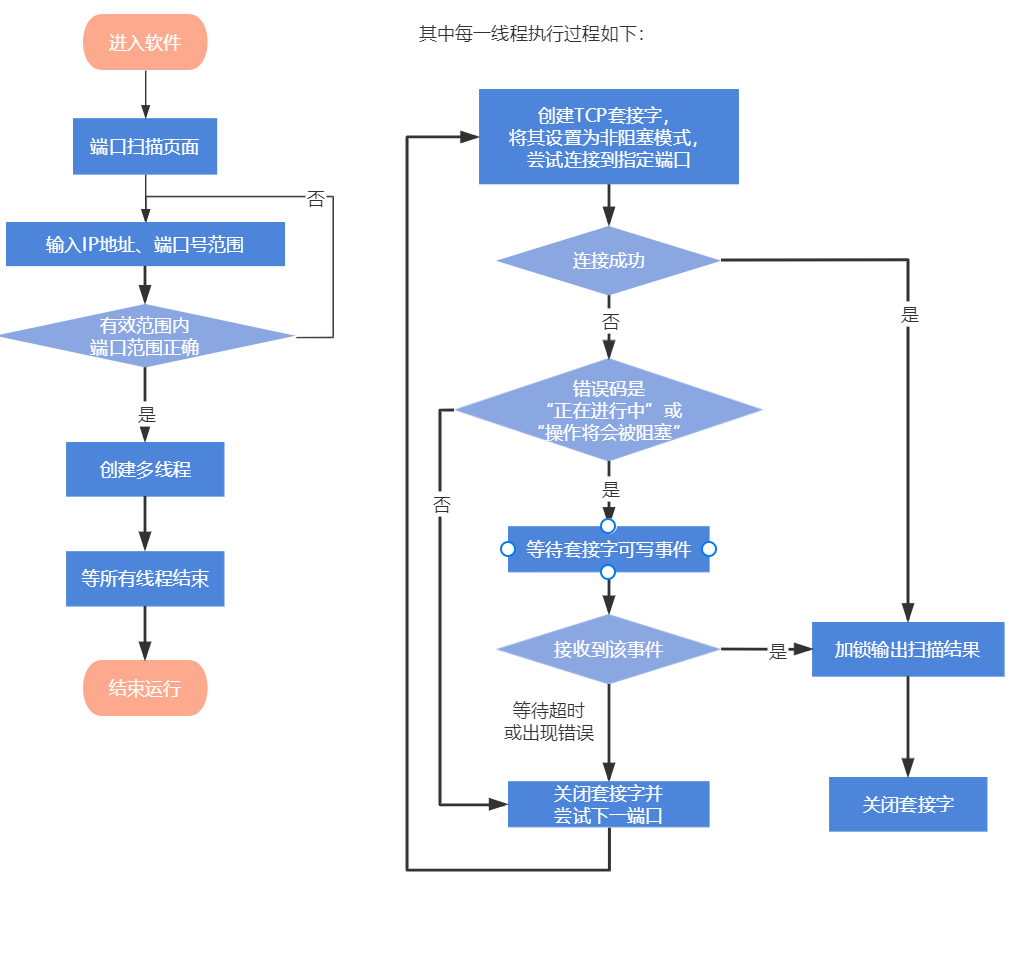 进入软件
端口扫描页面
否
输入IP地址、端口号范围
有效范围内
端口范围正确
是
创建多线程
等所有线程结束
结束运行
其中每一线程执行过程如下：
创建TCP套接字，
将其设置为非阻塞模式，
尝试连接到指定端口
连接成功
是
否
错误码是
“正在进行中”或
“操作将会被阻塞”
否
是
等待套接字可写事件
接收到该事件
是
加锁输出扫描结果
等待超时
或出现错误
关闭套接字并
尝试下一端口
关闭套接字